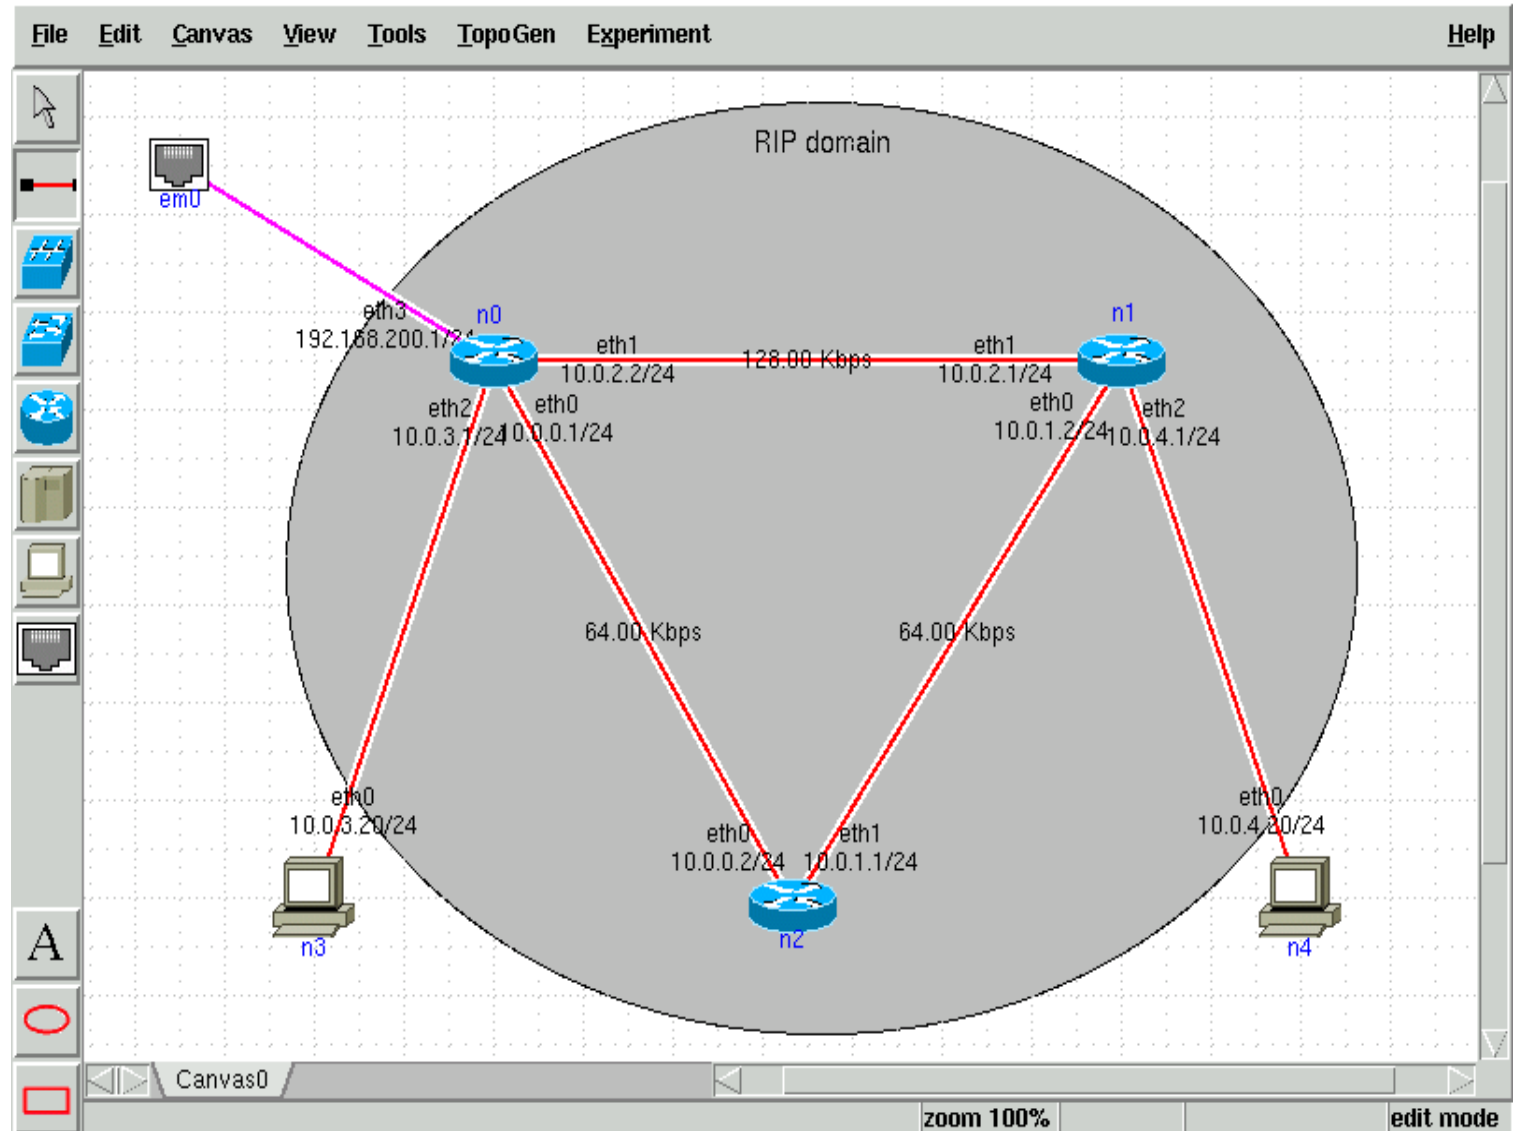 File Edit Canvas View Tools TopoGen Experiment Help
RIP domain
em0
eth3
192.168.200.1/24
n0
n1
eth1
10.0.2.2/24
128.00 Kbps
eth1
10.0.2.1/24
eth2
10.0.3.1/24
eth0
10.0.0.1/24
eth0
10.0.1.2/24
eth2
10.0.4.1/24
64.00 Kbps
64.00 Kbps
eth0
10.0.3.20/24
eth0
10.0.4.20/24
eth0
10.0.0.2/24
eth1
10.0.1.1/24
n3
n2
n4
A
Canvas0
zoom 100%
edit mode